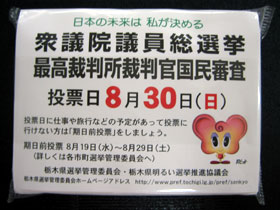 日本の未来は 私が決める
衆議院議員総選挙
最高裁判所裁判官国民審査
投票日8月30日(日)
投票日に仕事や旅行などの予定があって投票に
行けない方は「期日前投票」をしましょう。
期日前投票 8月19日(水)〜8月29日(土)
(詳しくは各市町選挙管理委員会へ)
栃木県選挙管理委員会・栃木県明るい選挙推進協議会
栃木県選挙管理委員会ホームページアドレス http://www.pref.tochigi.lg.jp/senkyo